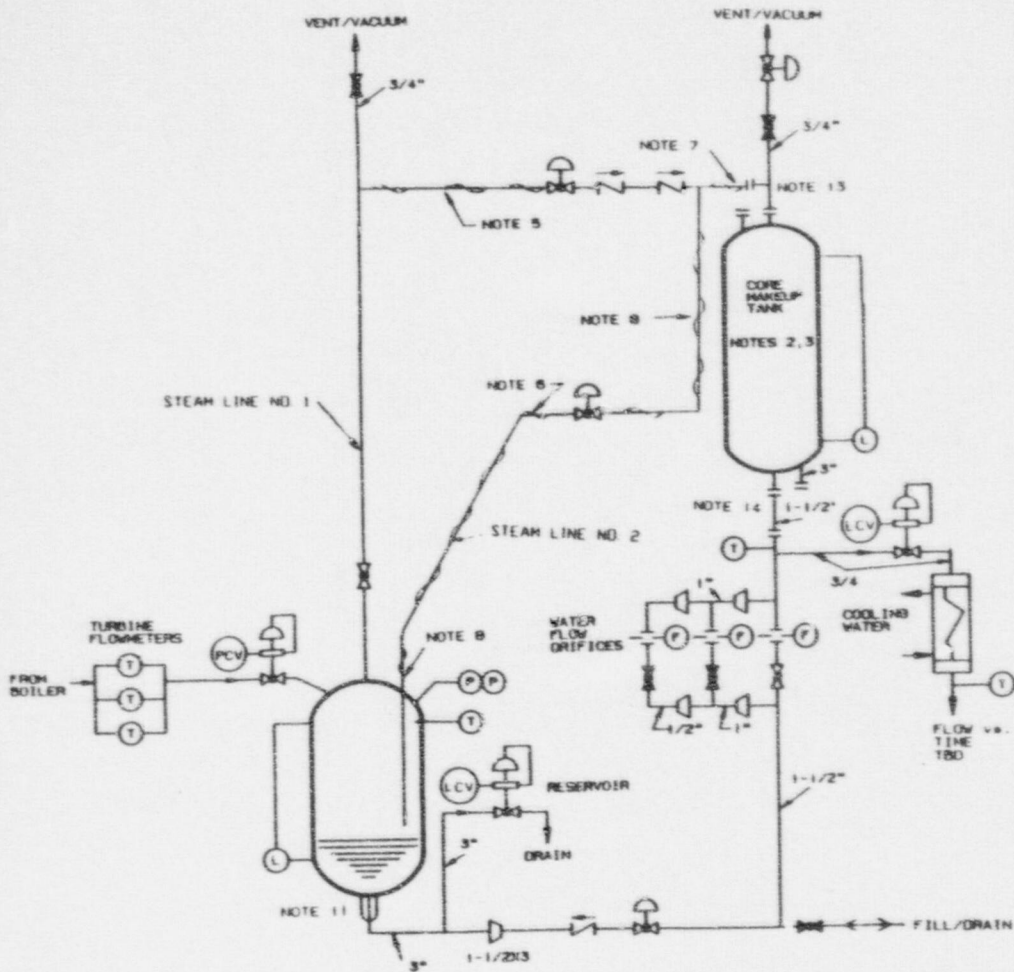 VENT/VACUUM
VENT/VACUUM
3/4"
3/4"
NOTE 7
NOTE 13
NOTE 5
CORE
MAKEUP
TANK
NOTES 2,3
NOTE 8
NOTE 6
STEAM LINE NO. 1
L
3"
NOTE 14
1-1/2"
LCV
STEAM LINE NO. 2
T
3/4
1"
COOLING
WATER
WATER
FLOW
ORIFICES
F
F
F
TURBINE
FLOWMETERS
NOTE 8
PCV
FROM
BOILER
T
T
T
P
P
T
T
1/2"
1"
FLOW vs.
TIME
TBD
1-1/2"
LCV
RESERVOIR
L
3"
DRAIN
NOTE 11
FILL/DRAIN
3"
1-1/2X3